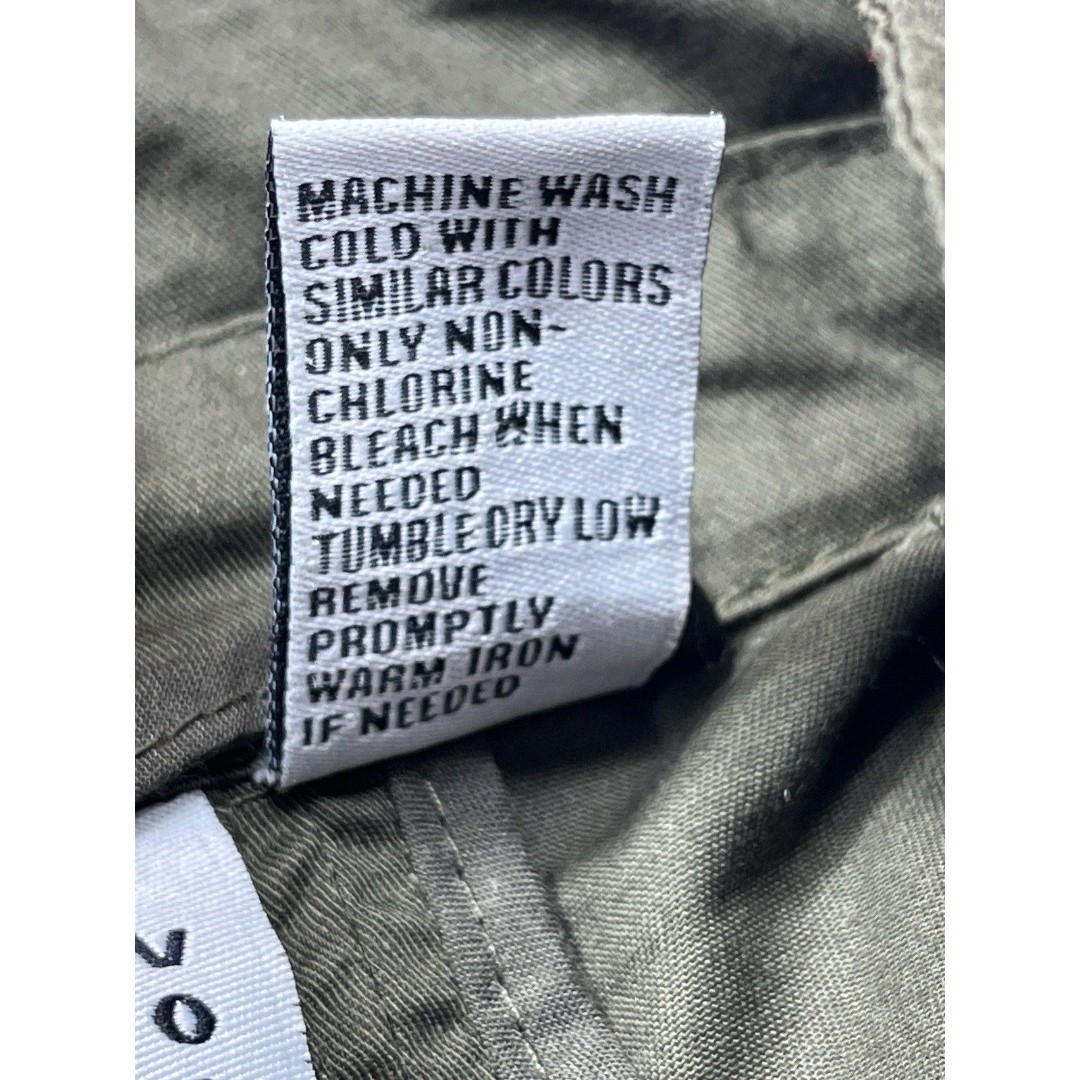 MACHINE WASH
COLD WITH
SIMILAR COLORS
ONLY NON-
CHLORINE
BLEACH WHEN
NEEDED
TUMBLE DRY LOW
REMOVE
PROMPTLY
WARM IRON
IF NEEDED